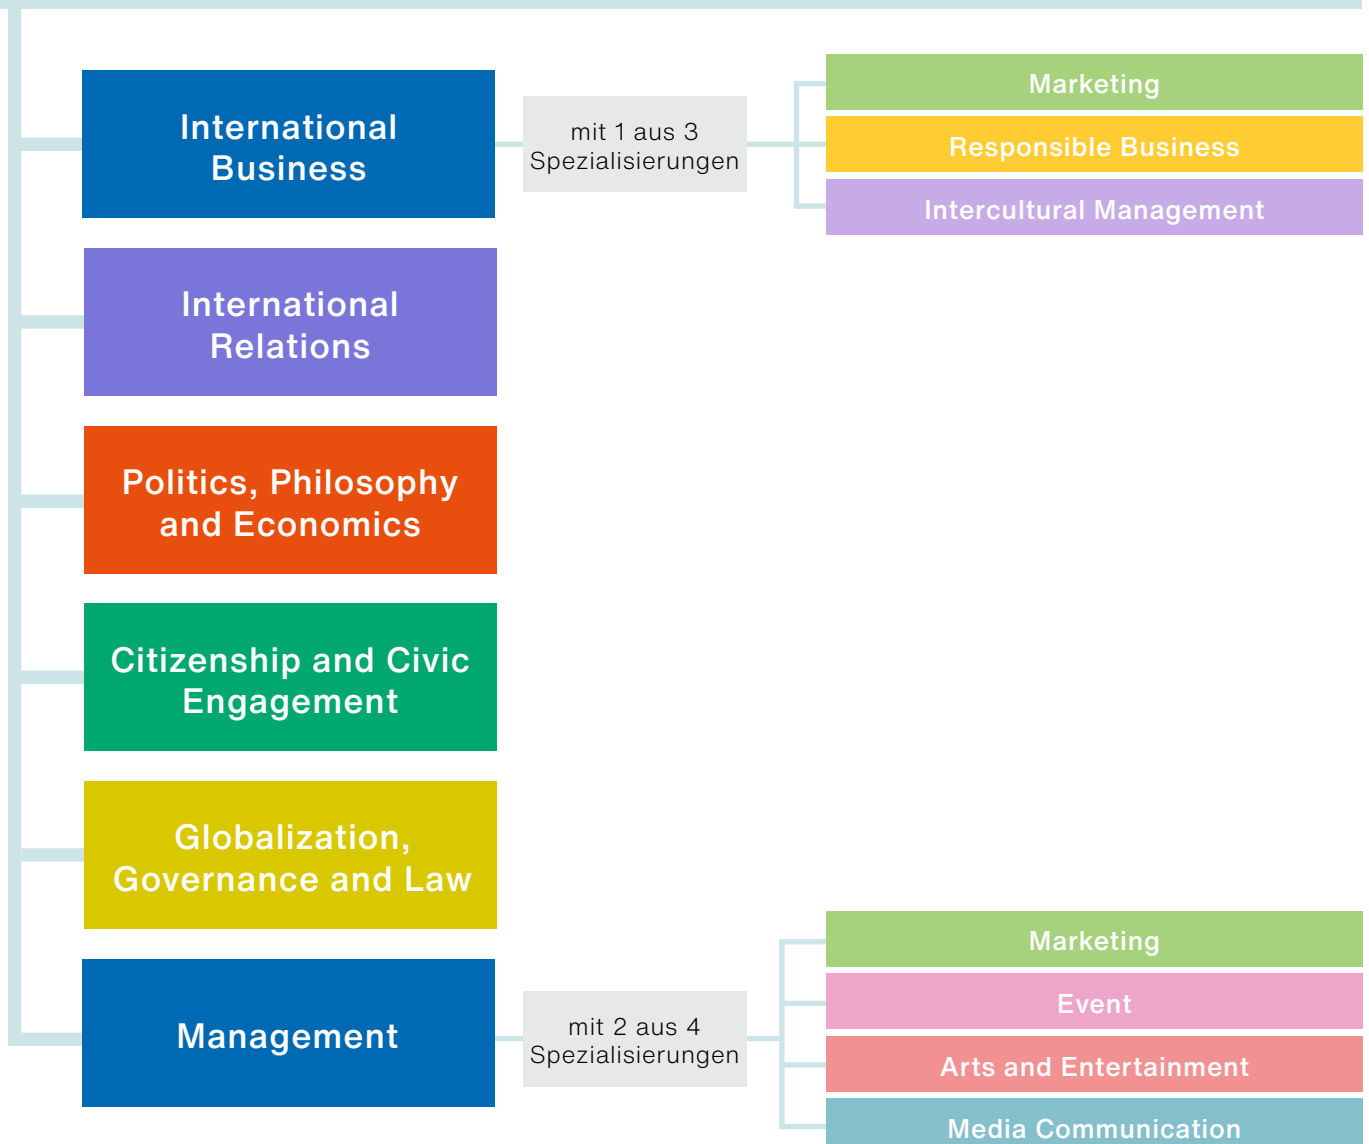 International
Business
mit 1 aus 3
Spezialisierungen
Marketing
Responsible Business
Intercultural Management
International
Relations
Politics, Philosophy
and Economics
Citizenship and Civic
Engagement
Globalization,
Governance and Law
Management
mit 2 aus 4
Spezialisierungen
Marketing
Event
Arts and Entertainment
Media Communication